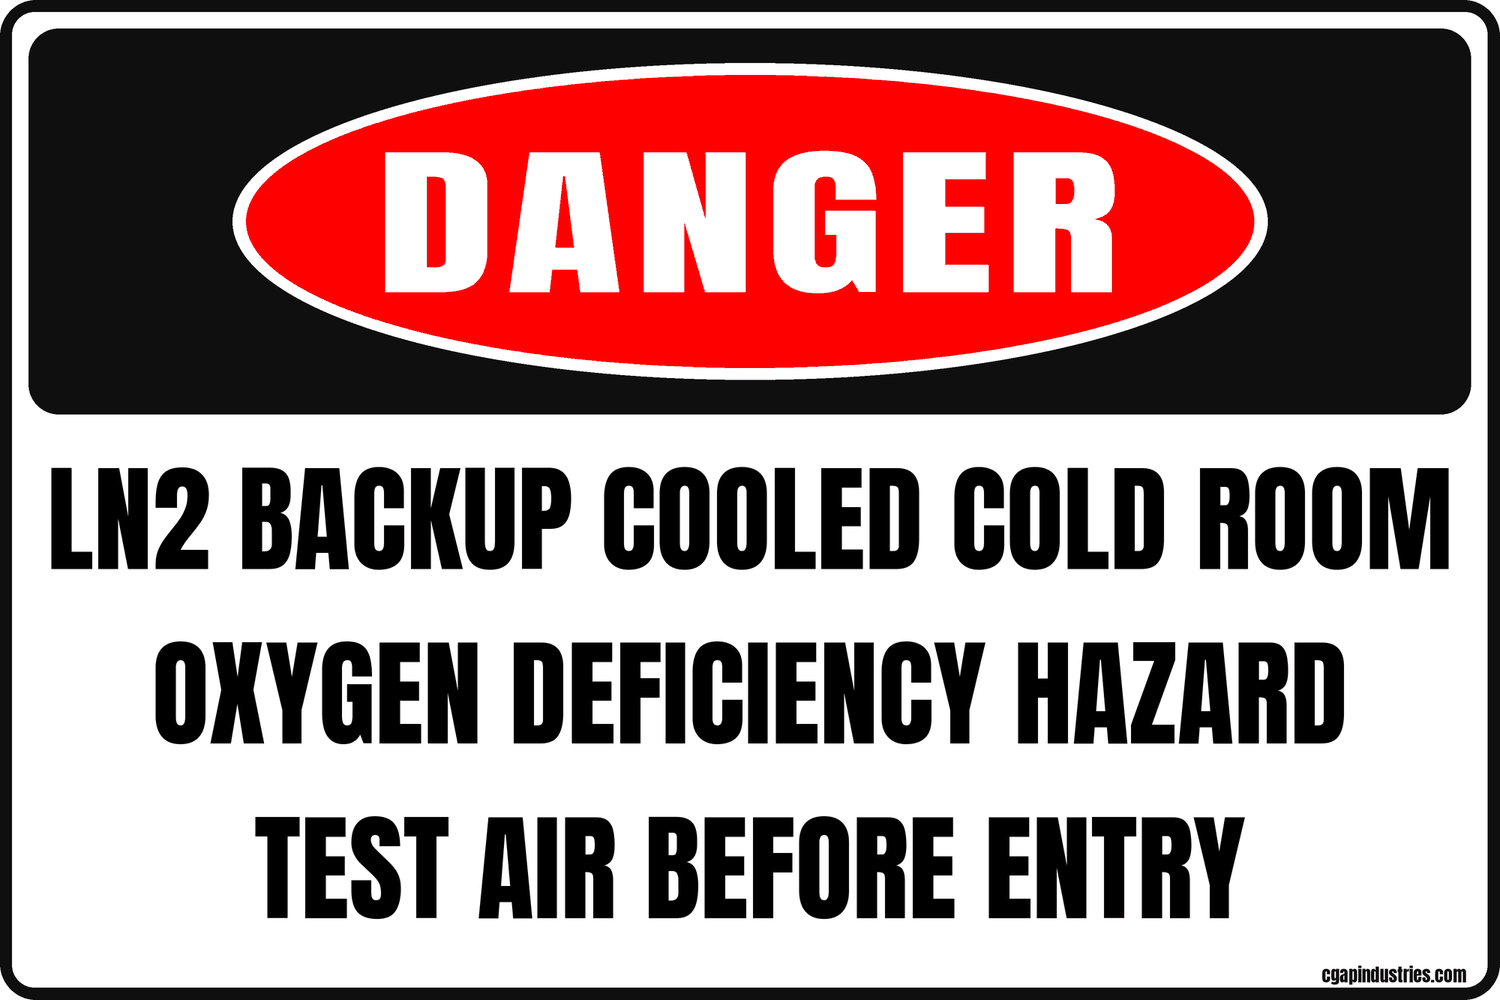 DANGER
LN2 BACKUP COOLED COLD ROOM
OXYGEN DEFICIENCY HAZARD
TEST AIR BEFORE ENTRY
cgapindustries.com